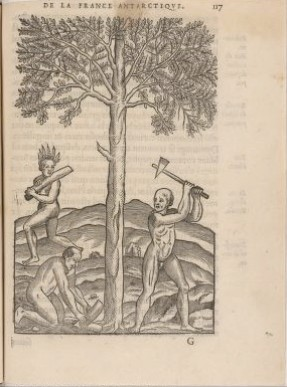 DE LA FRANCE ANTARCTIQVE. 117
G